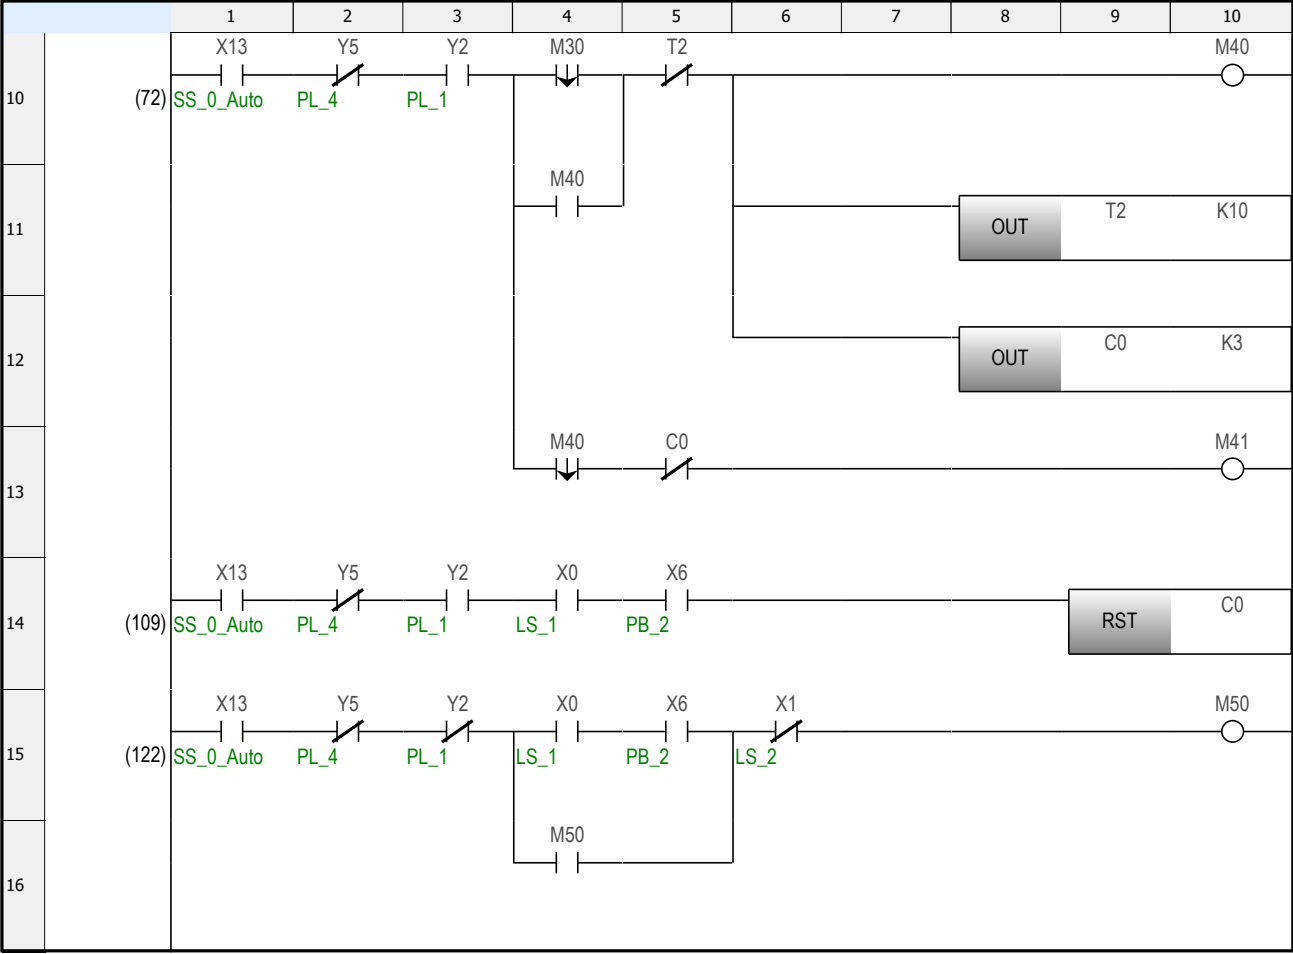 1 2 3 4 5 6 7 8 9 10
X13 Y5 Y2 M30 T2 M40
10 (72) SS_0_Auto PL_4 PL_1
M40
11 OUT T2 K10
12 OUT C0 K3
M40 C0 M41
13
X13 Y5 Y2 X0 X6
14 (109) SS_0_Auto PL_4 PL_1 LS_1 PB_2 RST C0
X13 Y5 Y2 X0 X6 X1 M50
15 (122) SS_0_Auto PL_4 PL_1 LS_1 PB_2 LS_2
M50
16